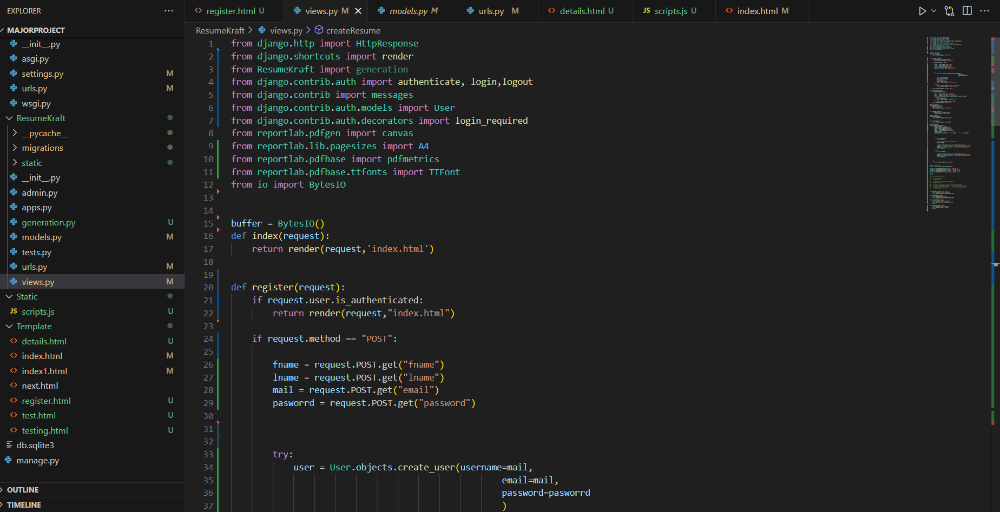 EXPLORER ···
MAJORPROJECT
__init__.py
asgi.py
settings.py M
urls.py M
wsgi.py
ResumeKraft
__pycache__
migrations
static
__init__.py
admin.py
apps.py
generation.py U
models.py M
tests.py
urls.py M
views.py M
Static
JS scripts.js U
Template
details.html U
index.html M
index1.html M
next.html
register.html U
test.html U
testing.html U
db.sqlite3
manage.py
OUTLINE
TIMELINE
<> register.html U views.py M × models.py M urls.py M <> details.html U JS scripts.js U <> index.html M
ResumeKraft > views.py > createResume
1 from django.http import HttpResponse
2 from django.shortcuts import render
3 from ResumeKraft import generation
4 from django.contrib.auth import authenticate, login,logout
5 from django.contrib import messages
6 from django.contrib.auth.models import User
7 from django.contrib.auth.decorators import login_required
8 from reportlab.pdfgen import canvas
9 from reportlab.lib.pagesizes import A4
10 from reportlab.pdfbase import pdfmetrics
11 from reportlab.pdfbase.ttfonts import TTFont
12 from io import BytesIO
13
14
15 buffer = BytesIO()
16 def index(request):
17     return render(request,'index.html')
18
19
20 def register(request):
21     if request.user.is_authenticated:
22         return render(request,"index.html")
23
24     if request.method == "POST":
25
26         fname = request.POST.get("fname")
27         lname = request.POST.get("lname")
28         mail = request.POST.get("email")
29         pasworrd = request.POST.get("password")
30
31
32
33         try:
34             user = User.objects.create_user(username=mail,
35                                             email=mail,
36                                             password=pasworrd
37                                             )